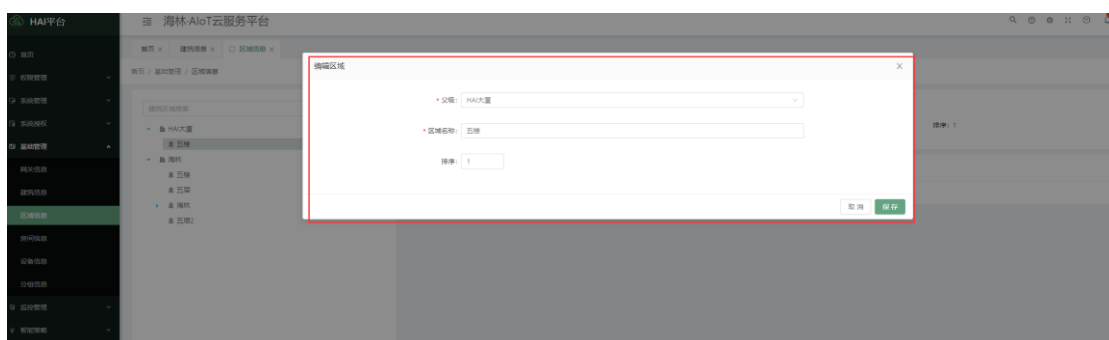 HAI平台
海林·AIoT云服务平台
首页 ×
建筑信息 ×
区域信息 ×
首页 / 基础管理 / 区域信息
首页
权限管理
系统管理
系统授权
基础管理
网关信息
建筑信息
区域信息
房间信息
设备信息
分组信息
监控管理
智能策略
建筑区域搜索
HAI大厦
五楼
海林
五楼
五层
海林
五层2
编辑区域
×
* 父级: HAI大厦
* 区域名称: 五楼
排序: 1
取消
保存
排序: 1